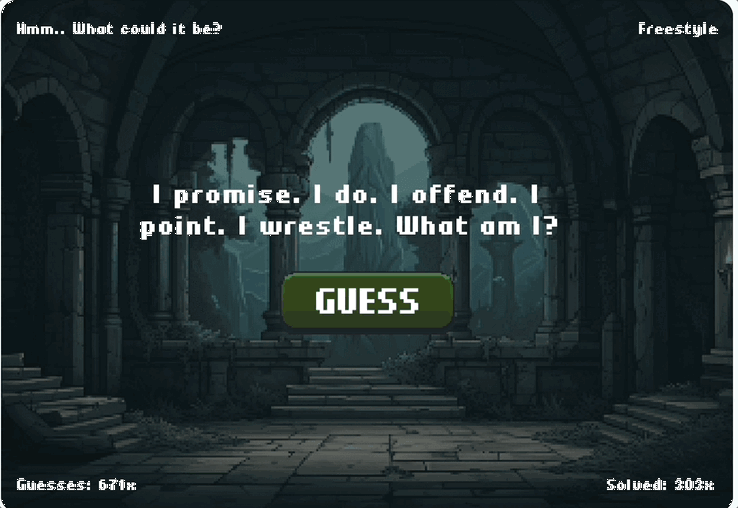 Hmm.. What could it be?
Freestyle
I promise. I do. I offend. I
point. I wrestle. What am I?
GUESS
Guesses: 671x
Solved: 303x